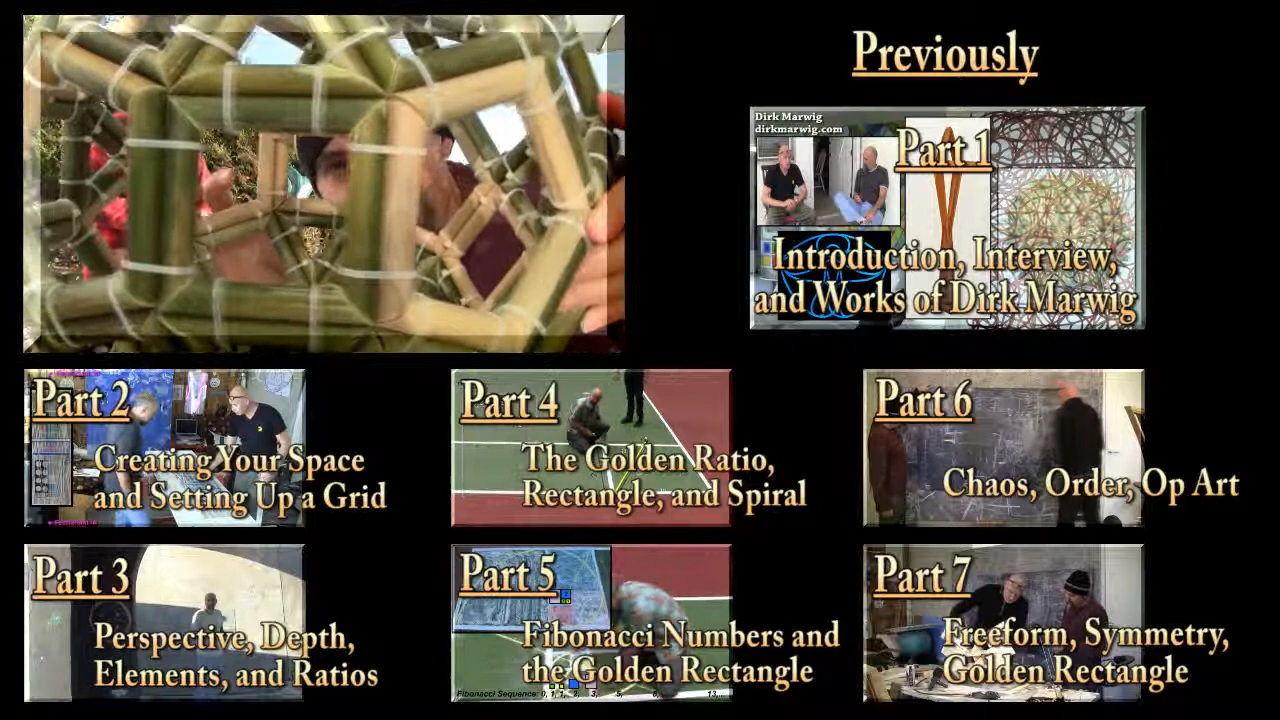 Previously
Dirk Marwig
dirkmarwig.com
Part 1
Introduction, Interview,
and Works of Dirk Marwig
Part 2
Creating Your Space
and Setting Up a Grid
Part 3
Perspective, Depth,
Elements, and Ratios
Part 4
The Golden Ratio,
Rectangle, and Spiral
Part 5
Fibonacci Numbers and
the Golden Rectangle
Fibonacci Sequence: 0, 1, 1, 2, 3, 5, 8, 13,
Part 6
Chaos, Order, Op Art
Part 7
Freeform, Symmetry,
Golden Rectangle